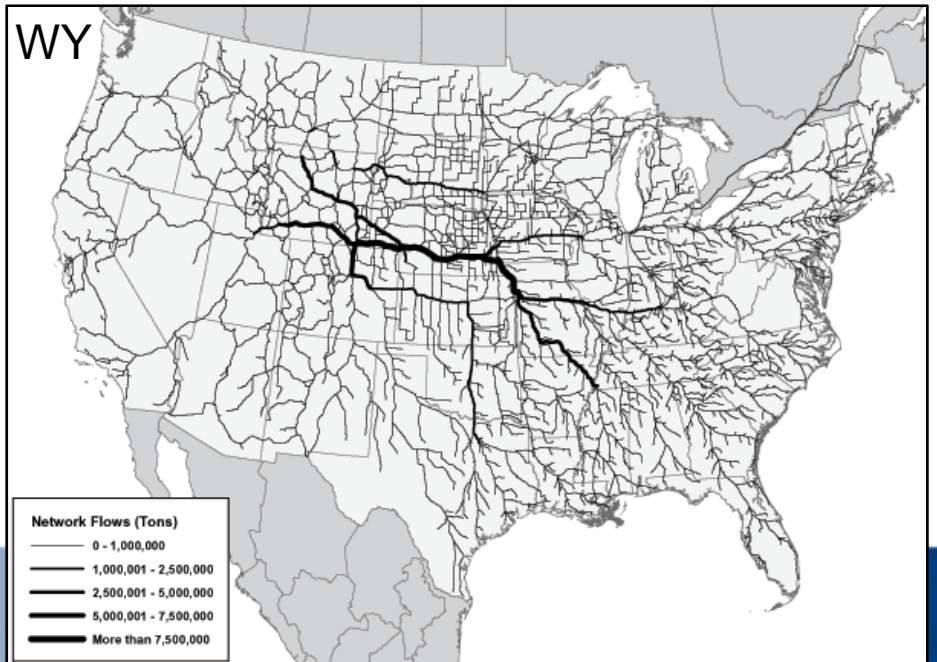 WY
Network Flows (Tons)
0 - 1,000,000
1,000,001 - 2,500,000
2,500,001 - 5,000,000
5,000,001 - 7,500,000
More than 7,500,000